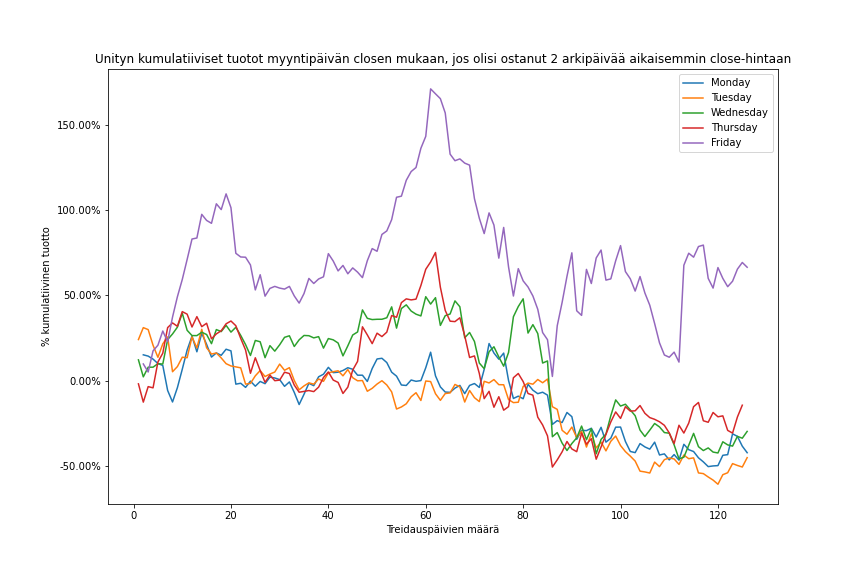 Unityn kumulatiiviset tuotot myyntipäivän closen mukaan, jos olisi ostanut 2 arkipäivää aikaisemmin close-hintaan
Monday
Tuesday
Wednesday
Thursday
Friday
150.00%
100.00%
50.00%
0.00%
-50.00%
% kumulatiivinen tuotto
0 20 40 60 80 100 120
Treidauspäivien määrä